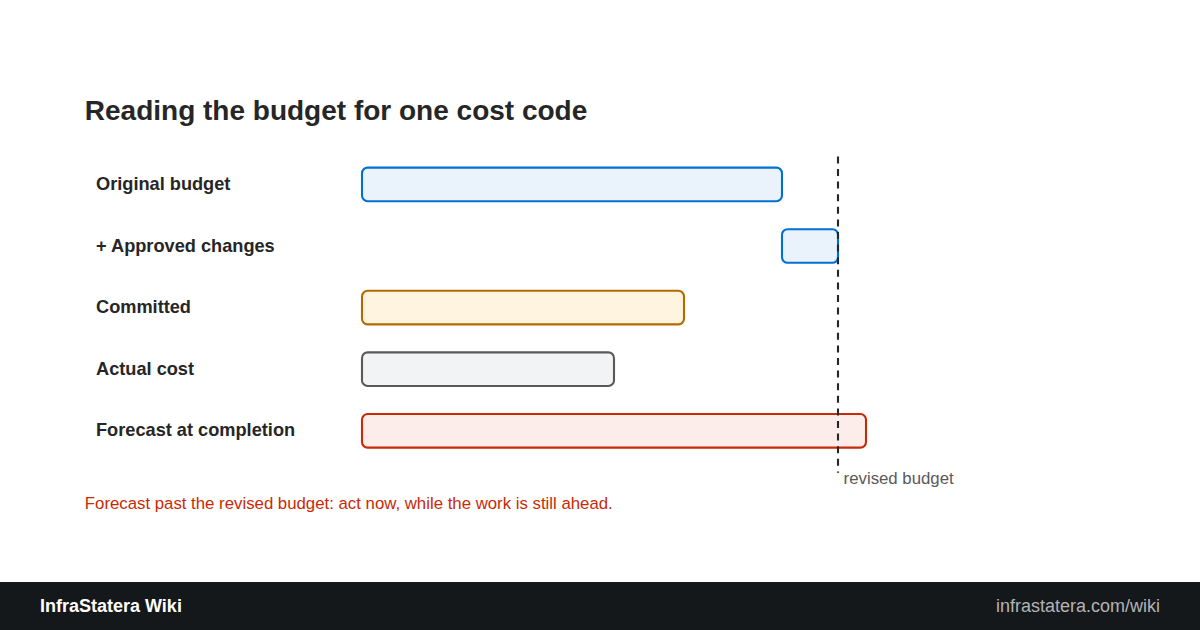 Reading the budget for one cost code
Original budget
+ Approved changes
Committed
Actual cost
Forecast at completion
revised budget
Forecast past the revised budget: act now, while the work is still ahead.
InfraStatera Wiki
infrastatera.com/wiki